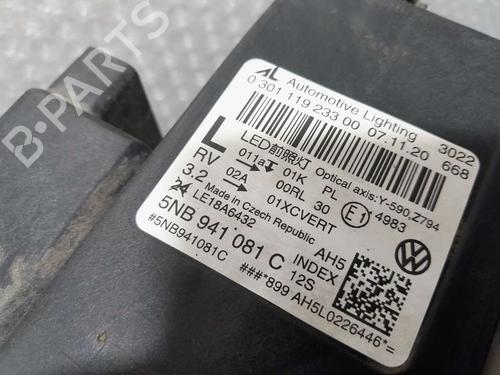 B-PARTS
AL Automotive Lighting
0 301 119 233 00 07.11.20 3022
668
L LED前照灯 Optical axis:Y-590,Z794
011a 01K PL
RV 02A 00RL 30 E1 4983
3.2 01XCVERT
24 LE18A6432
Made in Czech Republic
5NB 941 081 C AH5
#5NB941081C INDEX
12S
###*899 AH5L0226446*=